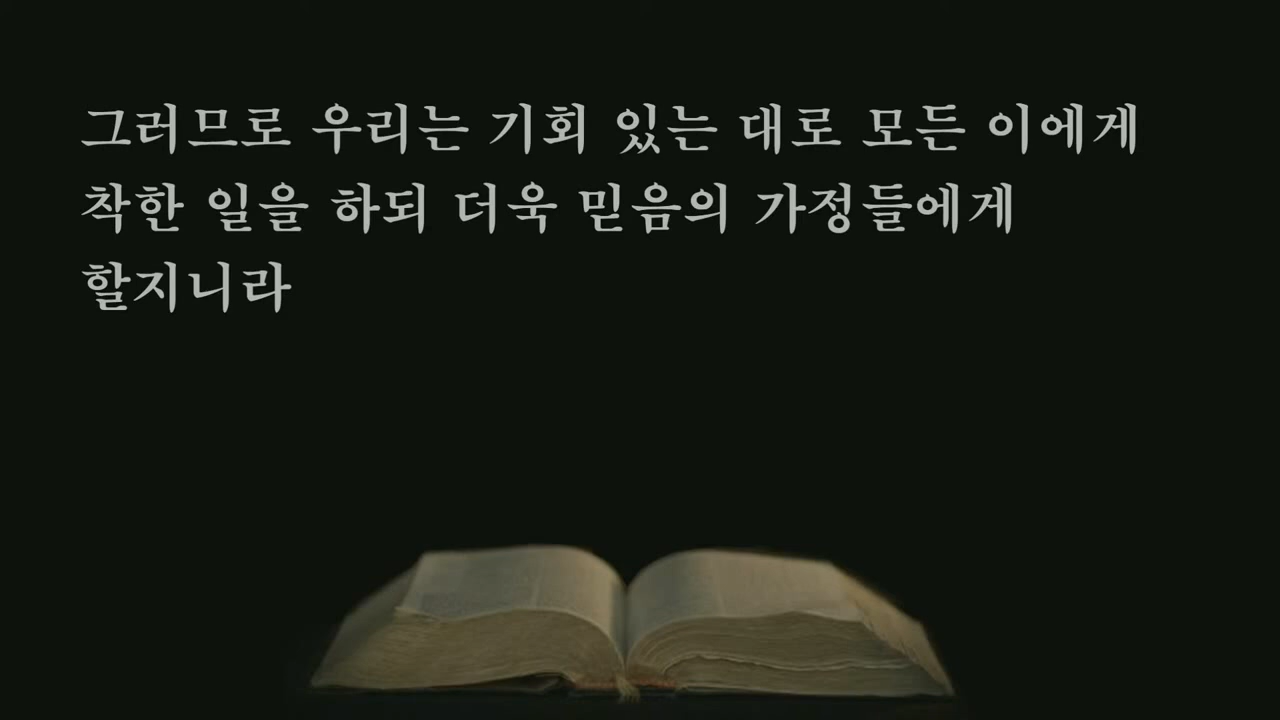 그러므로 우리는 기회 있는 대로 모든 이에게
착한 일을 하되 더욱 믿음의 가정들에게
할지니라